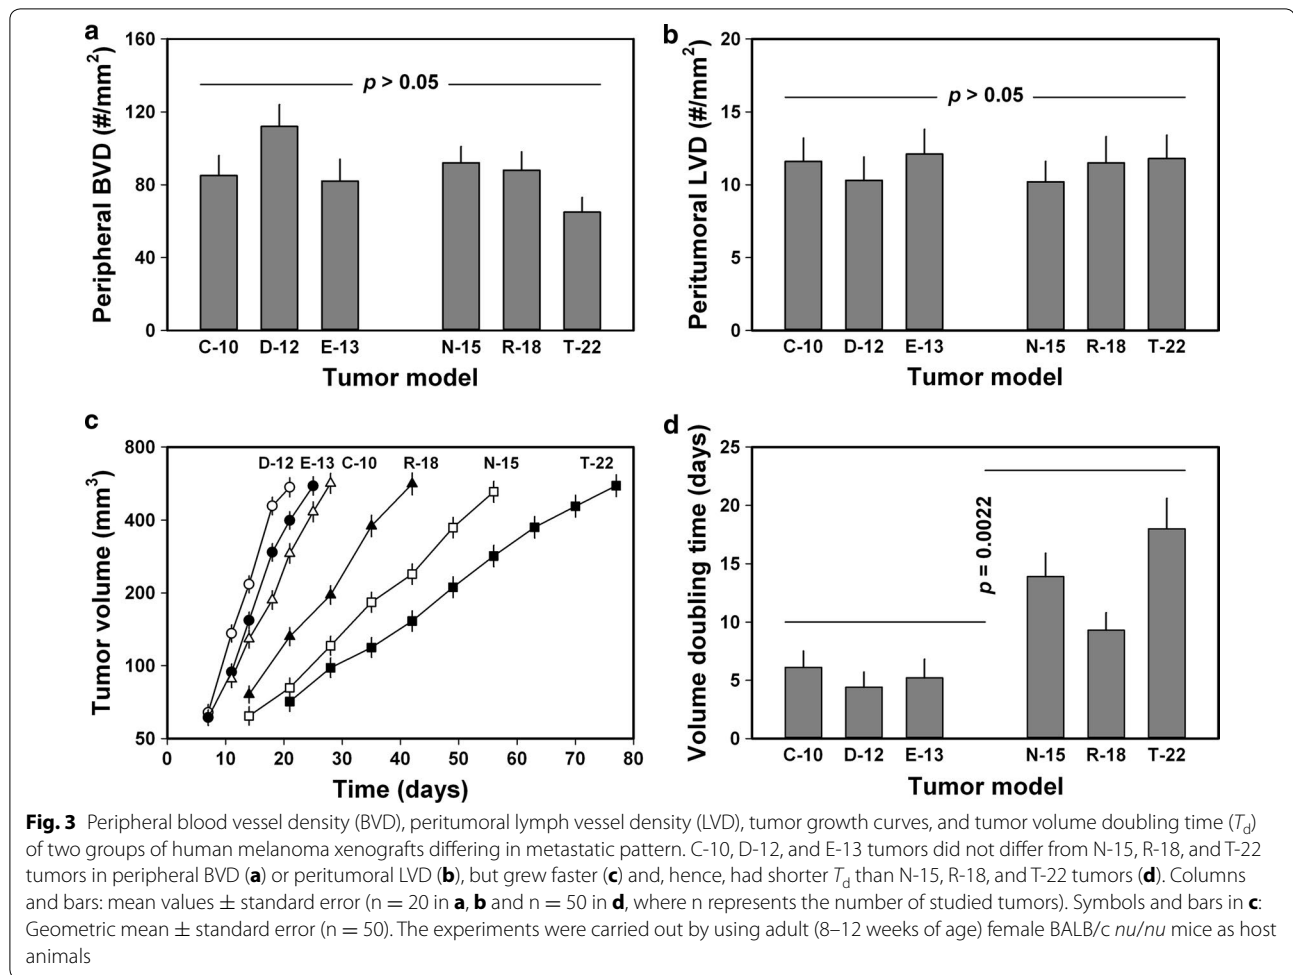 a
Peripheral BVD (#/mm²)
160
120
80
40
0
p > 0.05
C-10 D-12 E-13 N-15 R-18 T-22
Tumor model
b
Peritumoral LVD (#/mm²)
20
15
10
5
0
p > 0.05
C-10 D-12 E-13 N-15 R-18 T-22
Tumor model
c
Tumor volume (mm³)
800
400
200
100
50
D-12 E-13 C-10 R-18 N-15 T-22
0 10 20 30 40 50 60 70 80
Time (days)
d
Volume doubling time (days)
25
20
15
10
5
0
p = 0.0022
C-10 D-12 E-13 N-15 R-18 T-22
Tumor model
Fig. 3 Peripheral blood vessel density (BVD), peritumoral lymph vessel density (LVD), tumor growth curves, and tumor volume doubling time (Td)
of two groups of human melanoma xenografts differing in metastatic pattern. C-10, D-12, and E-13 tumors did not differ from N-15, R-18, and T-22
tumors in peripheral BVD (a) or peritumoral LVD (b), but grew faster (c) and, hence, had shorter Td than N-15, R-18, and T-22 tumors (d). Columns
and bars: mean values ± standard error (n = 20 in a, b and n = 50 in d, where n represents the number of studied tumors). Symbols and bars in c:
Geometric mean ± standard error (n = 50). The experiments were carried out by using adult (8–12 weeks of age) female BALB/c nu/nu mice as host
animals